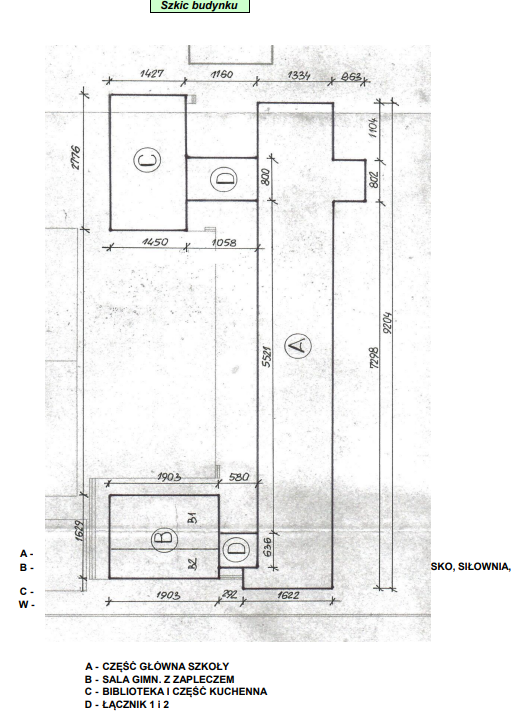 Szkic budynku
1427 1160 1334 863
C
D
2776
800
1104
802
1450 1058
A
5521
7298
9204
1903 580
B
B1
B2
D
1629
636
1903 292 1622
A -
B - SKO, SIŁOWNIA,
C -
W -
A - CZĘŚĆ GŁÓWNA SZKOŁY
B - SALA GIMN. Z ZAPLECZEM
C - BIBLIOTEKA I CZĘŚĆ KUCHENNA
D - ŁĄCZNIK 1 i 2